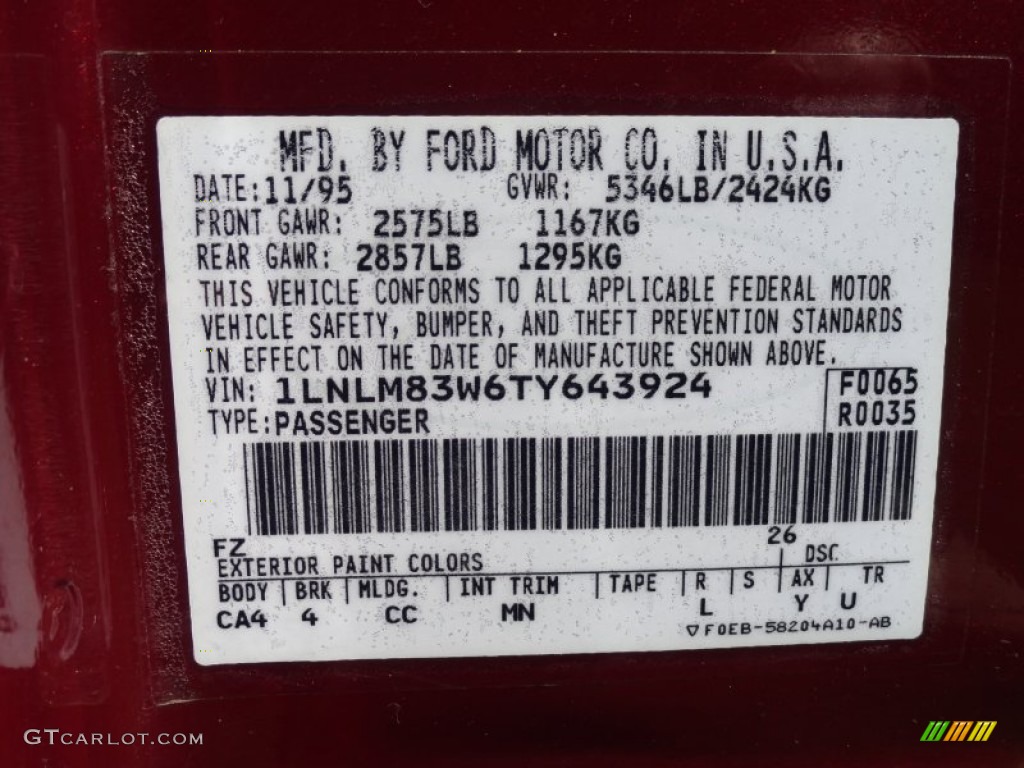 MFD. BY FORD MOTOR CO. IN U.S.A.
DATE: 11/95 GVWR: 5346LB/2424KG
FRONT GAWR: 2575LB 1167KG
REAR GAWR: 2857LB 1295KG
THIS VEHICLE CONFORMS TO ALL APPLICABLE FEDERAL MOTOR
VEHICLE SAFETY, BUMPER, AND THEFT PREVENTION STANDARDS
IN EFFECT ON THE DATE OF MANUFACTURE SHOWN ABOVE.
VIN: 1LNLM83W6TY643924 F0065
TYPE: PASSENGER R0035
FZ 26
EXTERIOR PAINT COLORS DSO
BODY BRK MLDG. INT TRIM TAPE R S AX TR
CA4 4 CC MN L Y U
▽ F0EB-58204A10-AB
GTCARLOT.COM